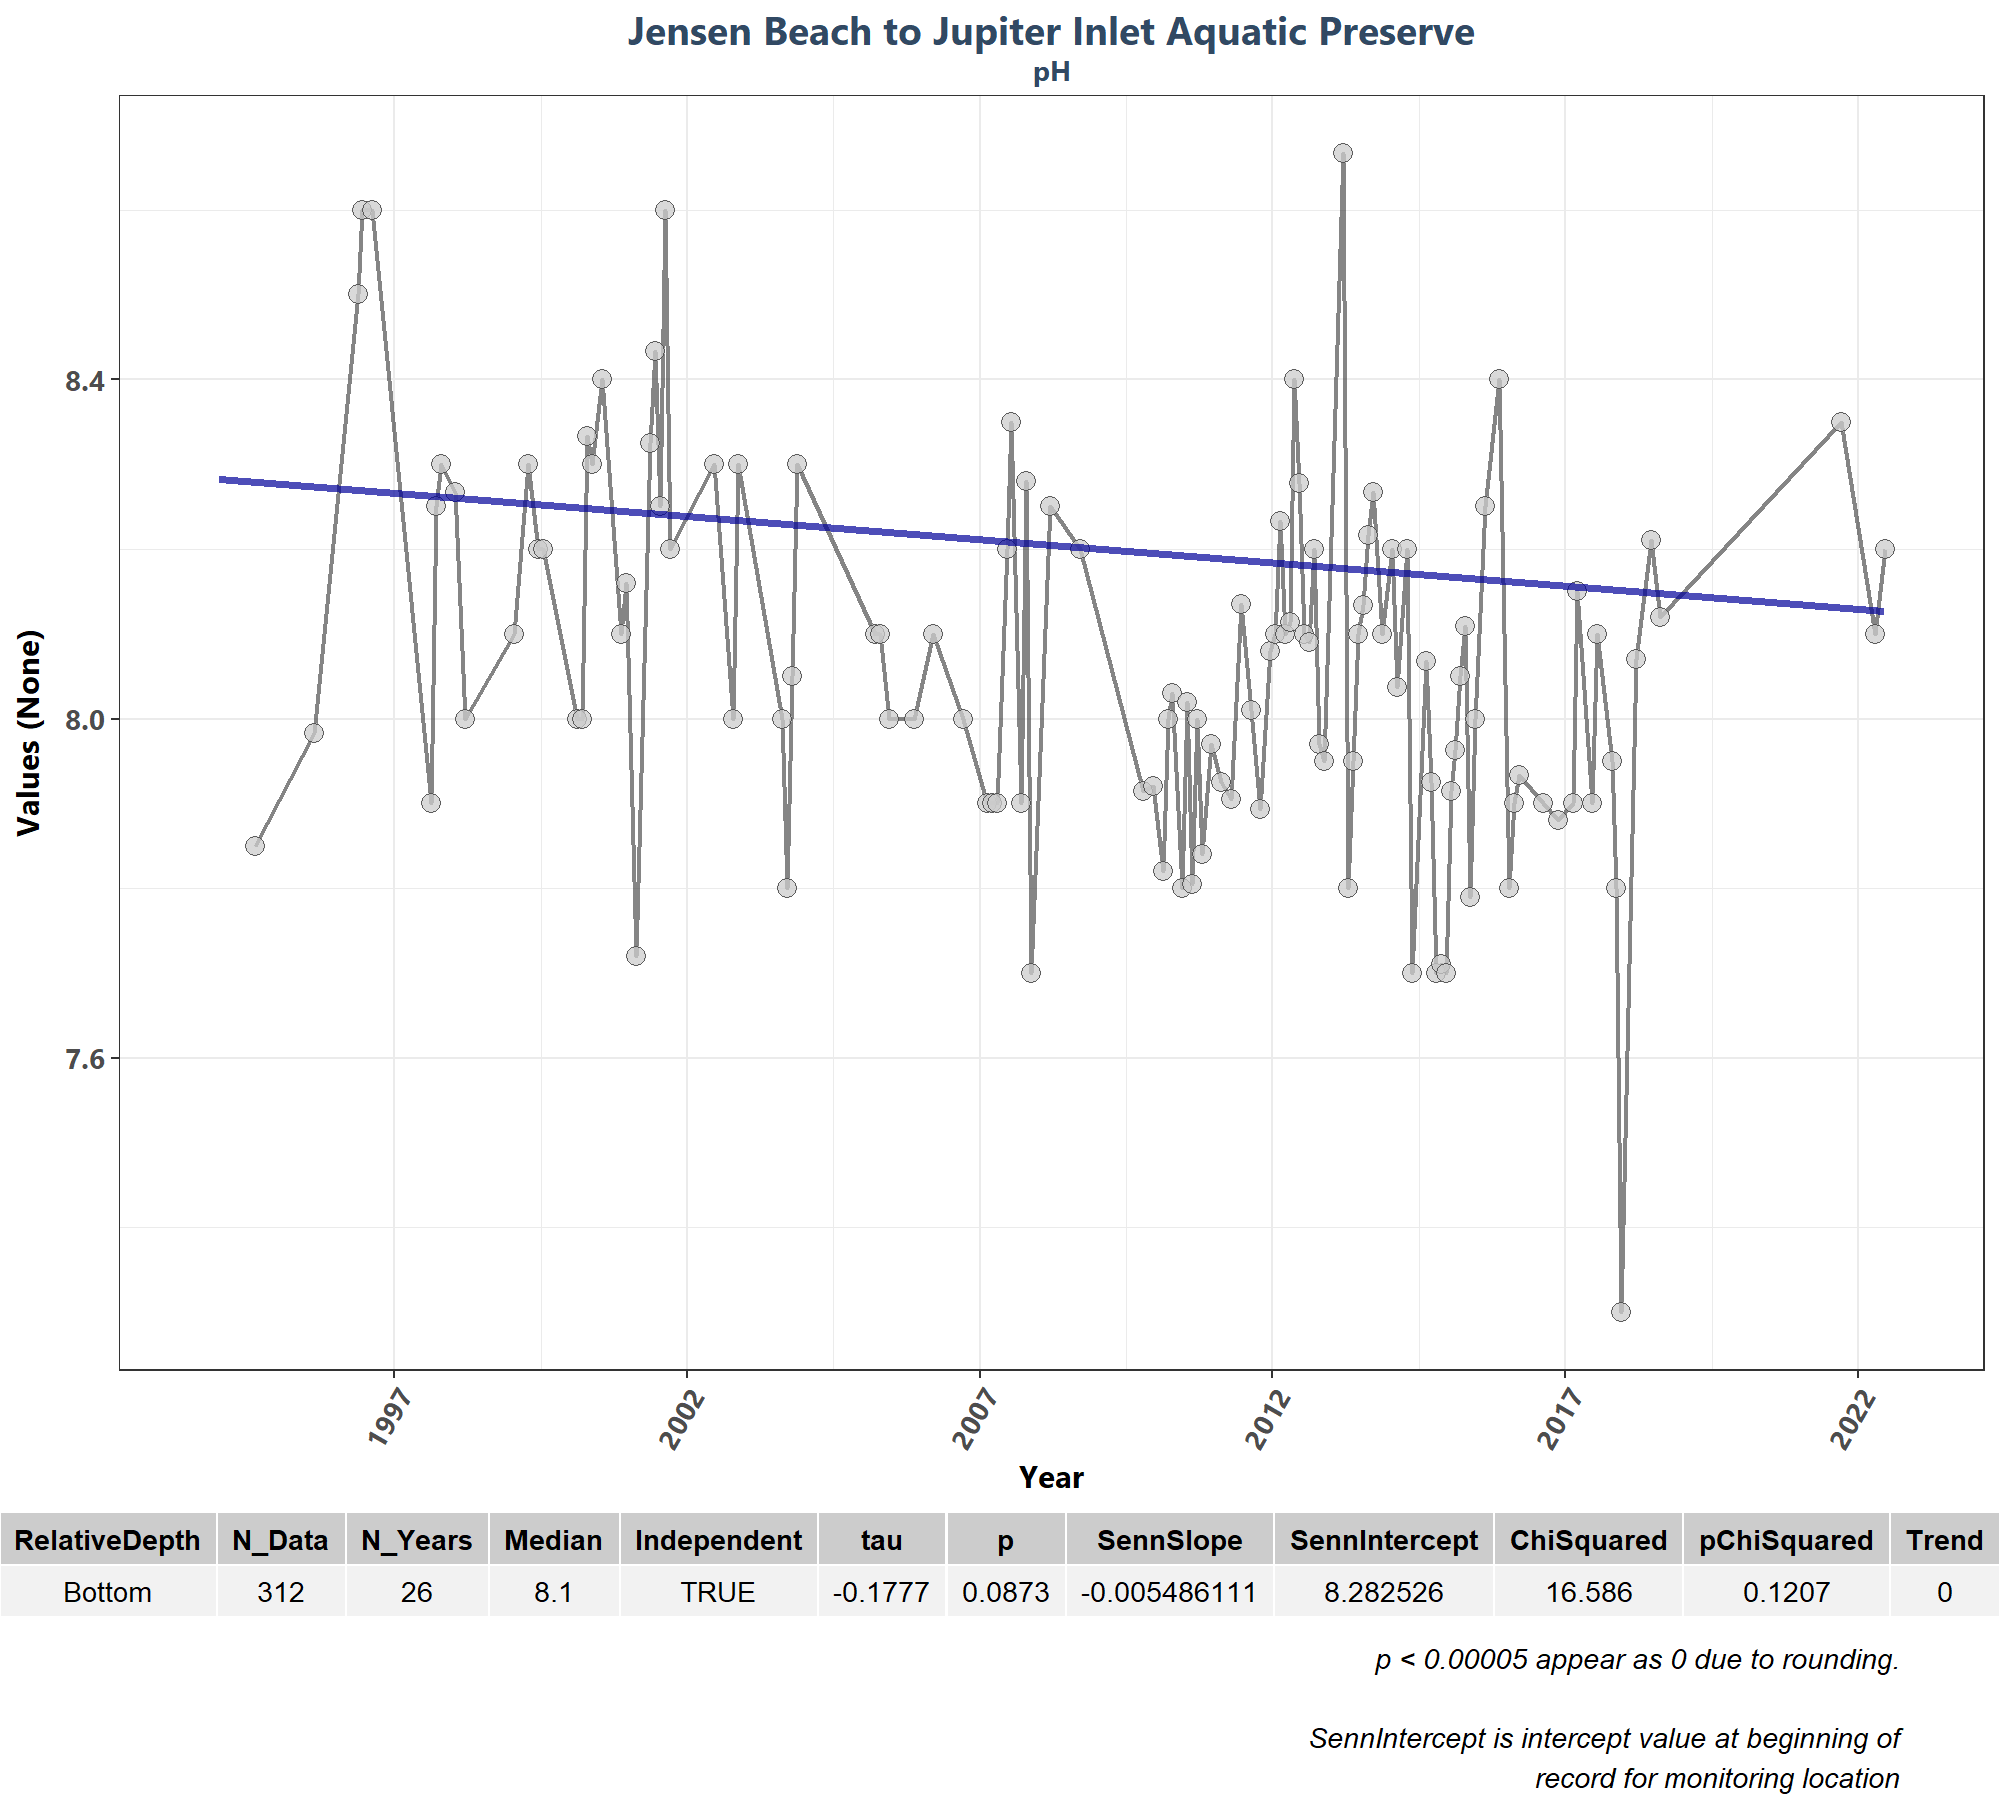 Jensen Beach to Jupiter Inlet Aquatic Preserve
pH
Values (None)
8.4
8.0
7.6
1997 2002 2007 2012 2017 2022
Year
RelativeDepth N_Data N_Years Median Independent tau p SennSlope SennIntercept ChiSquared pChiSquared Trend
Bottom 312 26 8.1 TRUE -0.1777 0.0873 -0.005486111 8.282526 16.586 0.1207 0
p < 0.00005 appear as 0 due to rounding.
SennIntercept is intercept value at beginning of
record for monitoring location